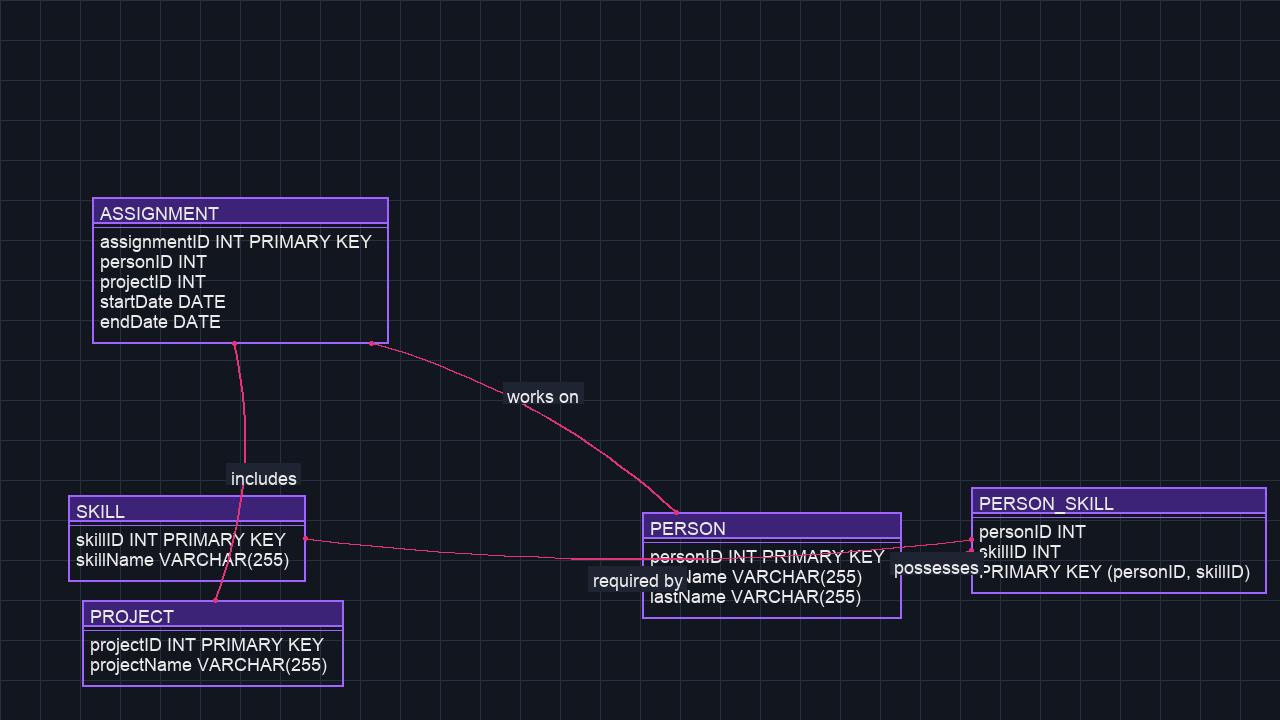 ASSIGNMENT
assignmentID INT PRIMARY KEY
personID INT
projectID INT
startDate DATE
endDate DATE
works on
includes
SKILL
skillID INT PRIMARY KEY
skillName VARCHAR(255)
PERSON
personID INT PRIMARY KEY
VARCHAR(255)
lastName VARCHAR(255)
required by
possesses
PERSON_SKILL
personID INT
skillID INT
PRIMARY KEY (personID, skillID)
PROJECT
projectID INT PRIMARY KEY
projectName VARCHAR(255)